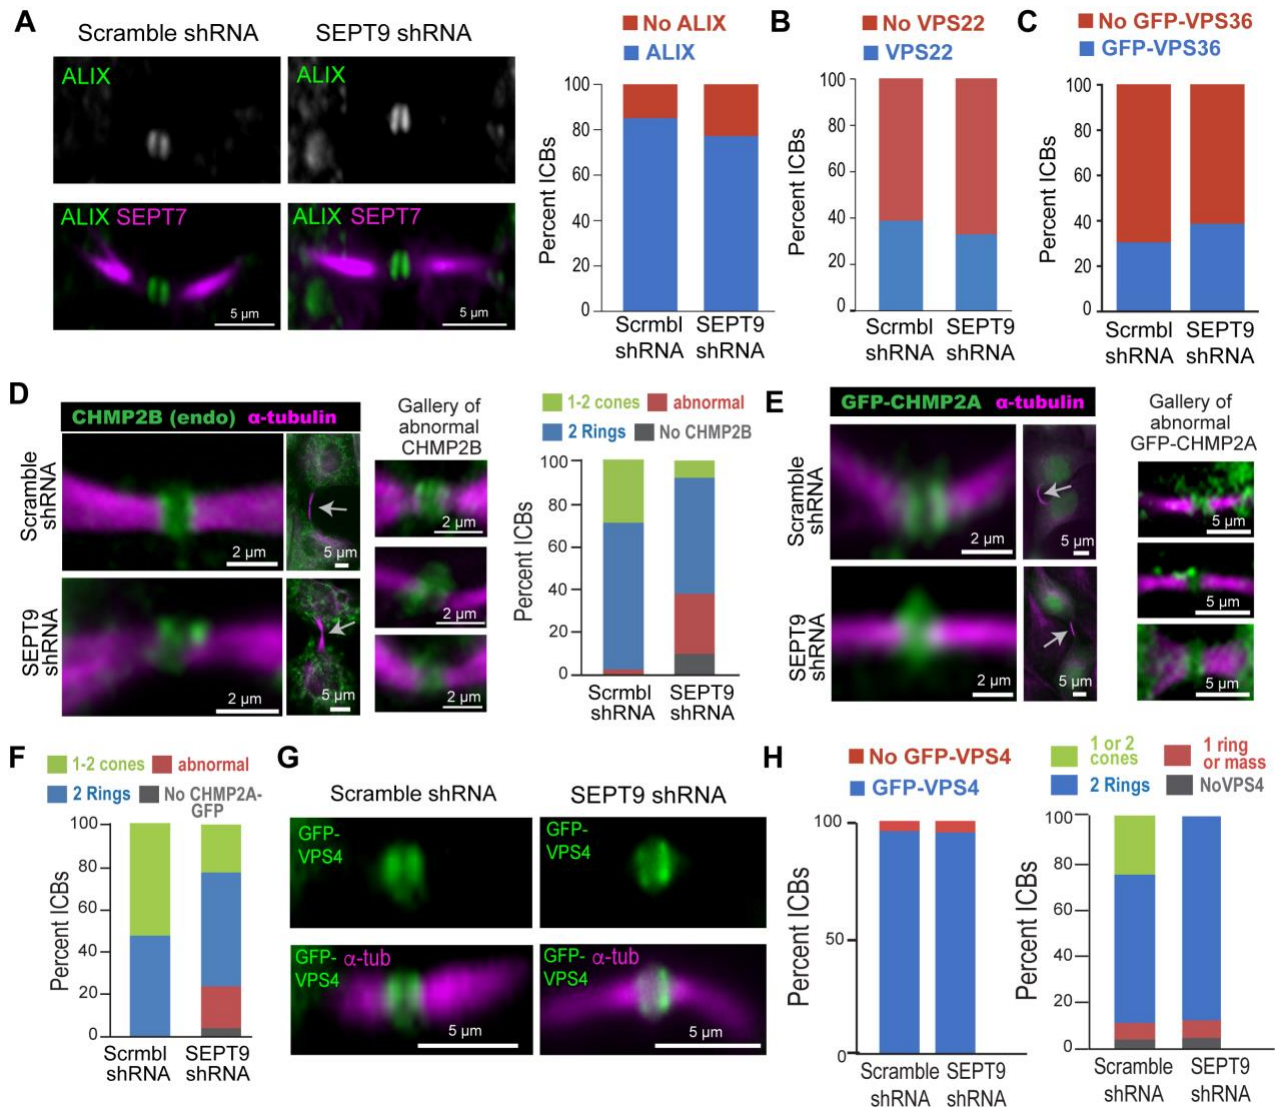 A
Scramble shRNA
SEPT9 shRNA
ALIX
ALIX
ALIX SEPT7
5 µm
ALIX SEPT7
5 µm
No ALIX
ALIX
Percent ICBs
100
80
60
40
20
0
Scrmbl
shRNA
SEPT9
shRNA
B
No VPS22
VPS22
Percent ICBs
100
80
60
40
20
0
Scrmbl
shRNA
SEPT9
shRNA
C
No GFP-VPS36
GFP-VPS36
Percent ICBs
100
80
60
40
20
0
Scrmbl
shRNA
SEPT9
shRNA
D
CHMP2B (endo) α-tubulin
Scramble
shRNA
2 µm
5 µm
SEPT9
shRNA
2 µm
5 µm
Gallery of
abnormal
CHMP2B
2 µm
2 µm
2 µm
1-2 cones
abnormal
2 Rings
No CHMP2B
Percent ICBs
100
80
60
40
20
0
Scrmbl
shRNA
SEPT9
shRNA
E
GFP-CHMP2A α-tubulin
Scramble
shRNA
2 µm
5 µm
SEPT9
shRNA
2 µm
5 µm
Gallery of
abnormal
GFP-CHMP2A
5 µm
5 µm
5 µm
F
1-2 cones
abnormal
2 Rings
No CHMP2A-
GFP
Percent ICBs
100
80
60
40
20
0
Scrmbl
shRNA
SEPT9
shRNA
G
Scramble shRNA
SEPT9 shRNA
GFP-
VPS4
GFP-
VPS4
GFP- α-tub
VPS4
5 µm
GFP- α-tub
VPS4
5 µm
H
No GFP-VPS4
GFP-VPS4
Percent ICBs
100
50
0
Scramble
shRNA
SEPT9
shRNA
1 or 2
cones
1 ring
or mass
2 Rings
NoVPS4
Percent ICBs
100
80
60
40
20
0
Scramble
shRNA
SEPT9
shRNA